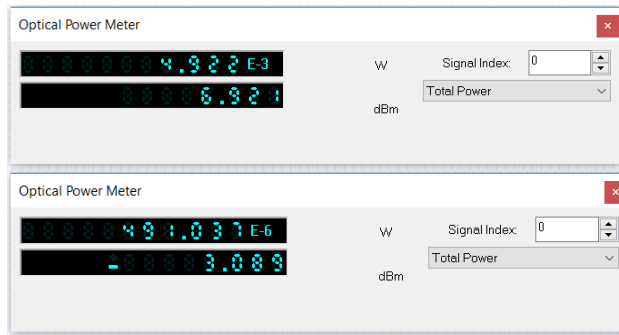 Optical Power Meter
×
4.922 E-3
W
Signal Index:
0
6.921
dBm
Total Power
Optical Power Meter
×
491.037 E-6
W
Signal Index:
0
-3.089
dBm
Total Power